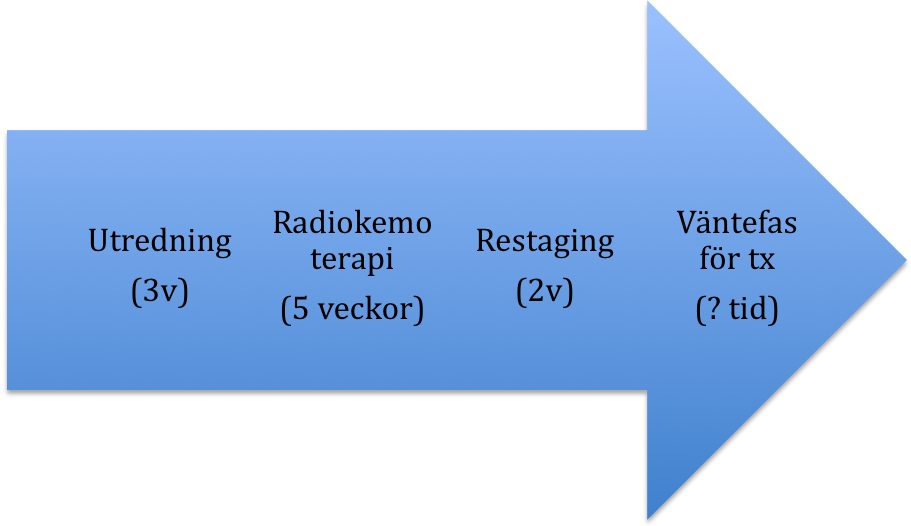 Utredning
(3v)
Radiokemo
terapi
(5 veckor)
Restaging
(2v)
Väntefas
för tx
(? tid)